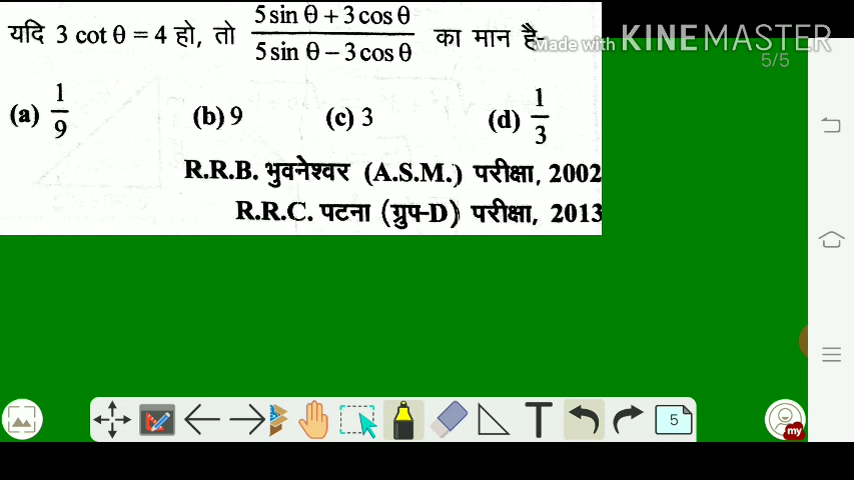 यदि 3 cot θ = 4 हो, तो (5 sin θ + 3 cos θ)/(5 sin θ − 3 cos θ) का मान है-
Made with KINEMASTER
5/5
(a) 1/9 (b) 9 (c) 3 (d) 1/3
R.R.B. भुवनेश्वर (A.S.M.) परीक्षा, 2002
R.R.C. पटना (ग्रुप-D) परीक्षा, 2013
T 5 my